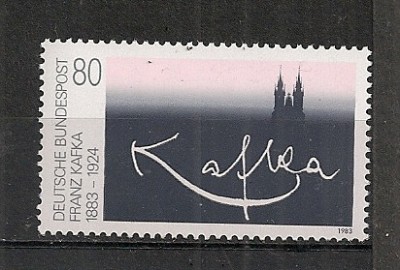 80
DEUTSCHE BUNDESPOST
FRANZ KAFKA
1883 – 1924
Kafka
1983